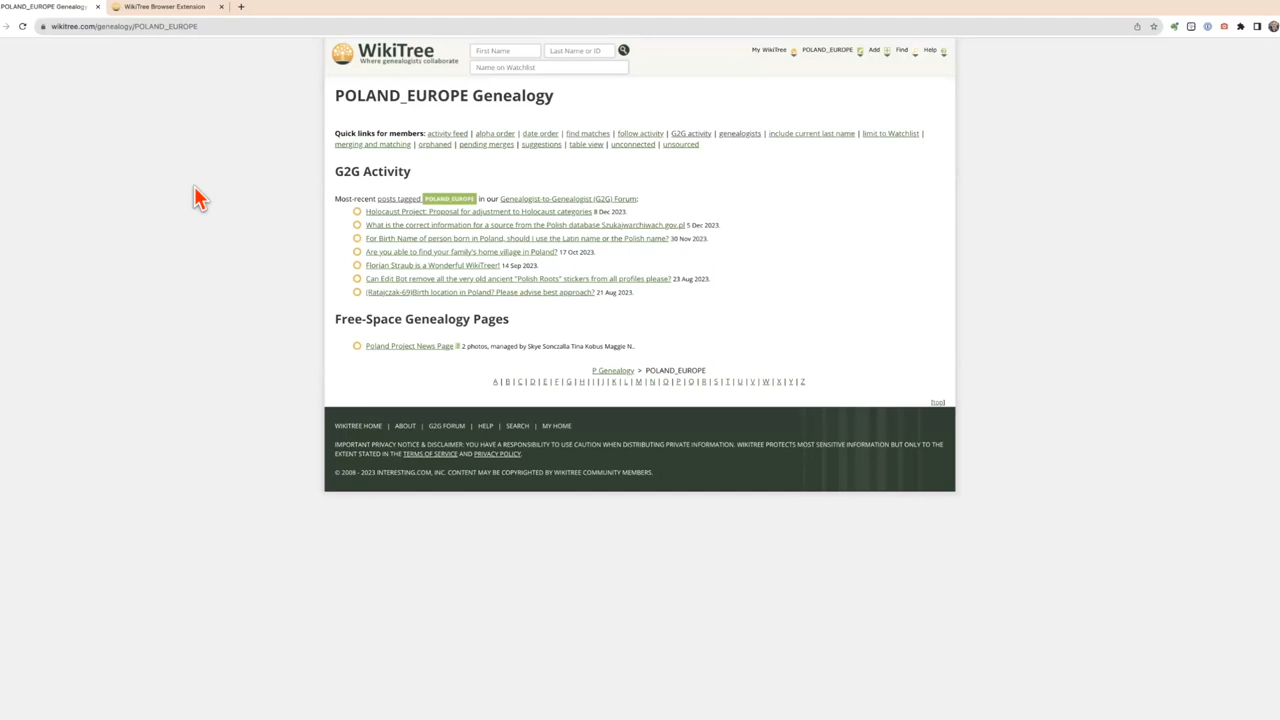 POLAND_EUROPE Genealogy
WikiTree Browser Extension
wikitree.com/genealogy/POLAND_EUROPE
WikiTree
Where genealogists collaborate
First Name
Last Name or ID
Name on Watchlist
My WikiTree
POLAND_EUROPE
Add
Find
Help
POLAND_EUROPE Genealogy
Quick links for members: activity feed | alpha order | date order | find matches | follow activity | G2G activity | genealogists | include current last name | limit to Watchlist |
merging and matching | orphaned | pending merges | suggestions | table view | unconnected | unsourced
G2G Activity
Most-recent posts tagged POLAND_EUROPE in our Genealogist-to-Genealogist (G2G) Forum:
Holocaust Project: Proposal for adjustment to Holocaust categories 8 Dec 2023.
What is the correct information for a source from the Polish database Szukajwarchiwach.gov.pl 5 Dec 2023.
For Birth Name of person born in Poland, should i use the Latin name or the Polish name? 30 Nov 2023.
Are you able to find your family's home village in Poland? 17 Oct 2023.
Florian Straub is a Wonderful WikiTreer! 14 Sep 2023.
Can Edit Bot remove all the very old ancient "Polish Roots" stickers from all profiles please? 23 Aug 2023.
(Ratajczak-69)Birth location in Poland? Please advise best approach? 21 Aug 2023.
Free-Space Genealogy Pages
Poland Project News Page 2 photos, managed by Skye Sonczalla Tina Kobus Maggie N..
P Genealogy > POLAND_EUROPE
A | B | C | D | E | F | G | H | I | J | K | L | M | N | O | P | Q | R | S | T | U | V | W | X | Y | Z
[top]
WIKITREE HOME | ABOUT | G2G FORUM | HELP | SEARCH | MY HOME
IMPORTANT PRIVACY NOTICE & DISCLAIMER: YOU HAVE A RESPONSIBILITY TO USE CAUTION WHEN DISTRIBUTING PRIVATE INFORMATION. WIKITREE PROTECTS MOST SENSITIVE INFORMATION BUT ONLY TO THE
EXTENT STATED IN THE TERMS OF SERVICE AND PRIVACY POLICY.
© 2008 - 2023 INTERESTING.COM, INC. CONTENT MAY BE COPYRIGHTED BY WIKITREE COMMUNITY MEMBERS.